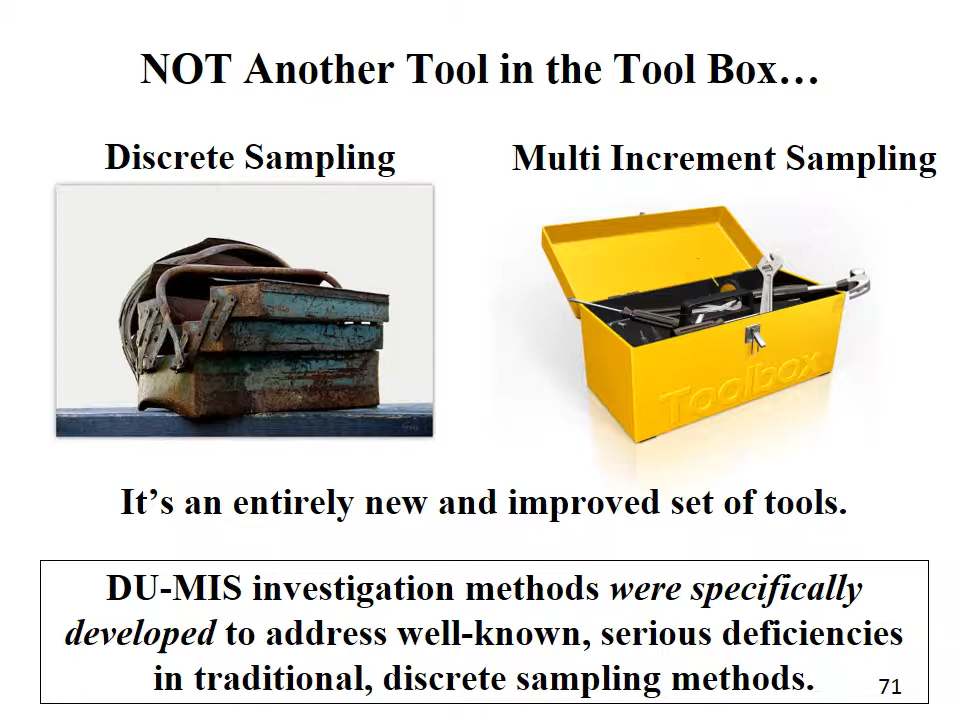 NOT Another Tool in the Tool Box…
Discrete Sampling
Multi Increment Sampling
Toolbox
It’s an entirely new and improved set of tools.
DU-MIS investigation methods were specifically
developed to address well-known, serious deficiencies
in traditional, discrete sampling methods.
71